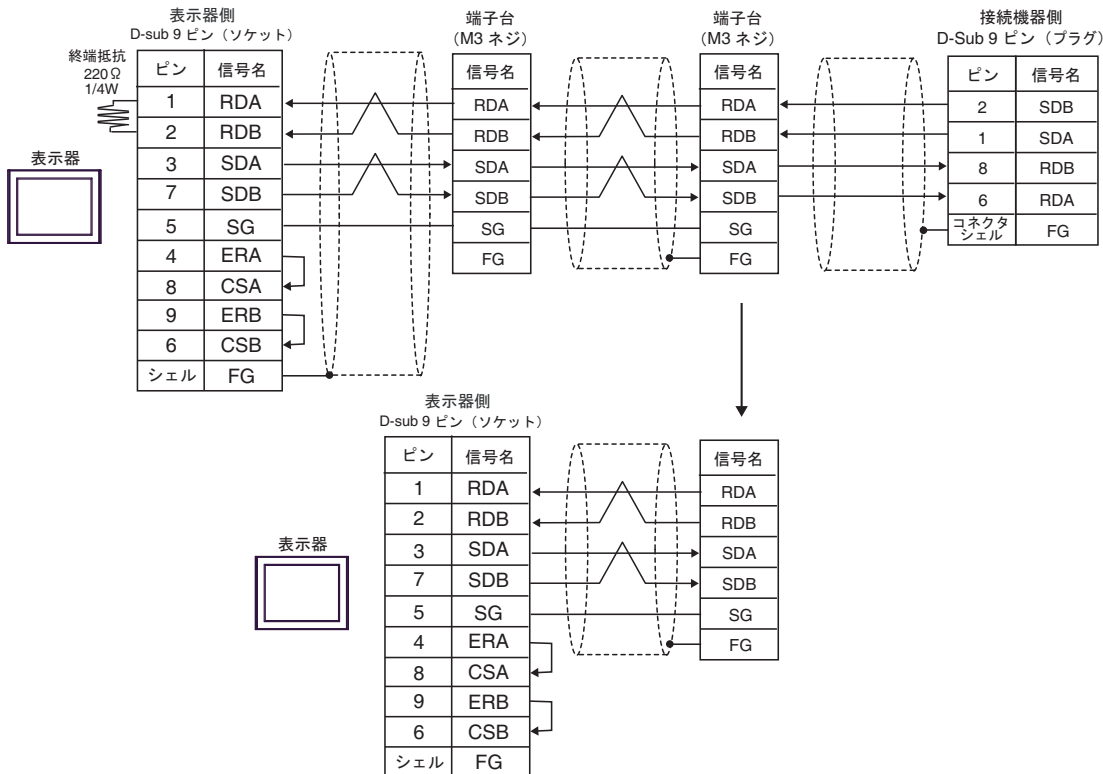 表示器側
D-sub 9 ピン（ソケット）
終端抵抗
220Ω
1/4W
表示器
ピン 信号名
1 RDA
2 RDB
3 SDA
7 SDB
5 SG
4 ERA
8 CSA
9 ERB
6 CSB
シェル FG
端子台
（M3 ネジ）
信号名
RDA
RDB
SDA
SDB
SG
FG
端子台
（M3 ネジ）
信号名
RDA
RDB
SDA
SDB
SG
FG
接続機器側
D-Sub 9 ピン（プラグ）
ピン 信号名
2 SDB
1 SDA
8 RDB
6 RDA
コネクタ
シェル FG
表示器側
D-sub 9 ピン（ソケット）
表示器
ピン 信号名
1 RDA
2 RDB
3 SDA
7 SDB
5 SG
4 ERA
8 CSA
9 ERB
6 CSB
シェル FG
信号名
RDA
RDB
SDA
SDB
SG
FG